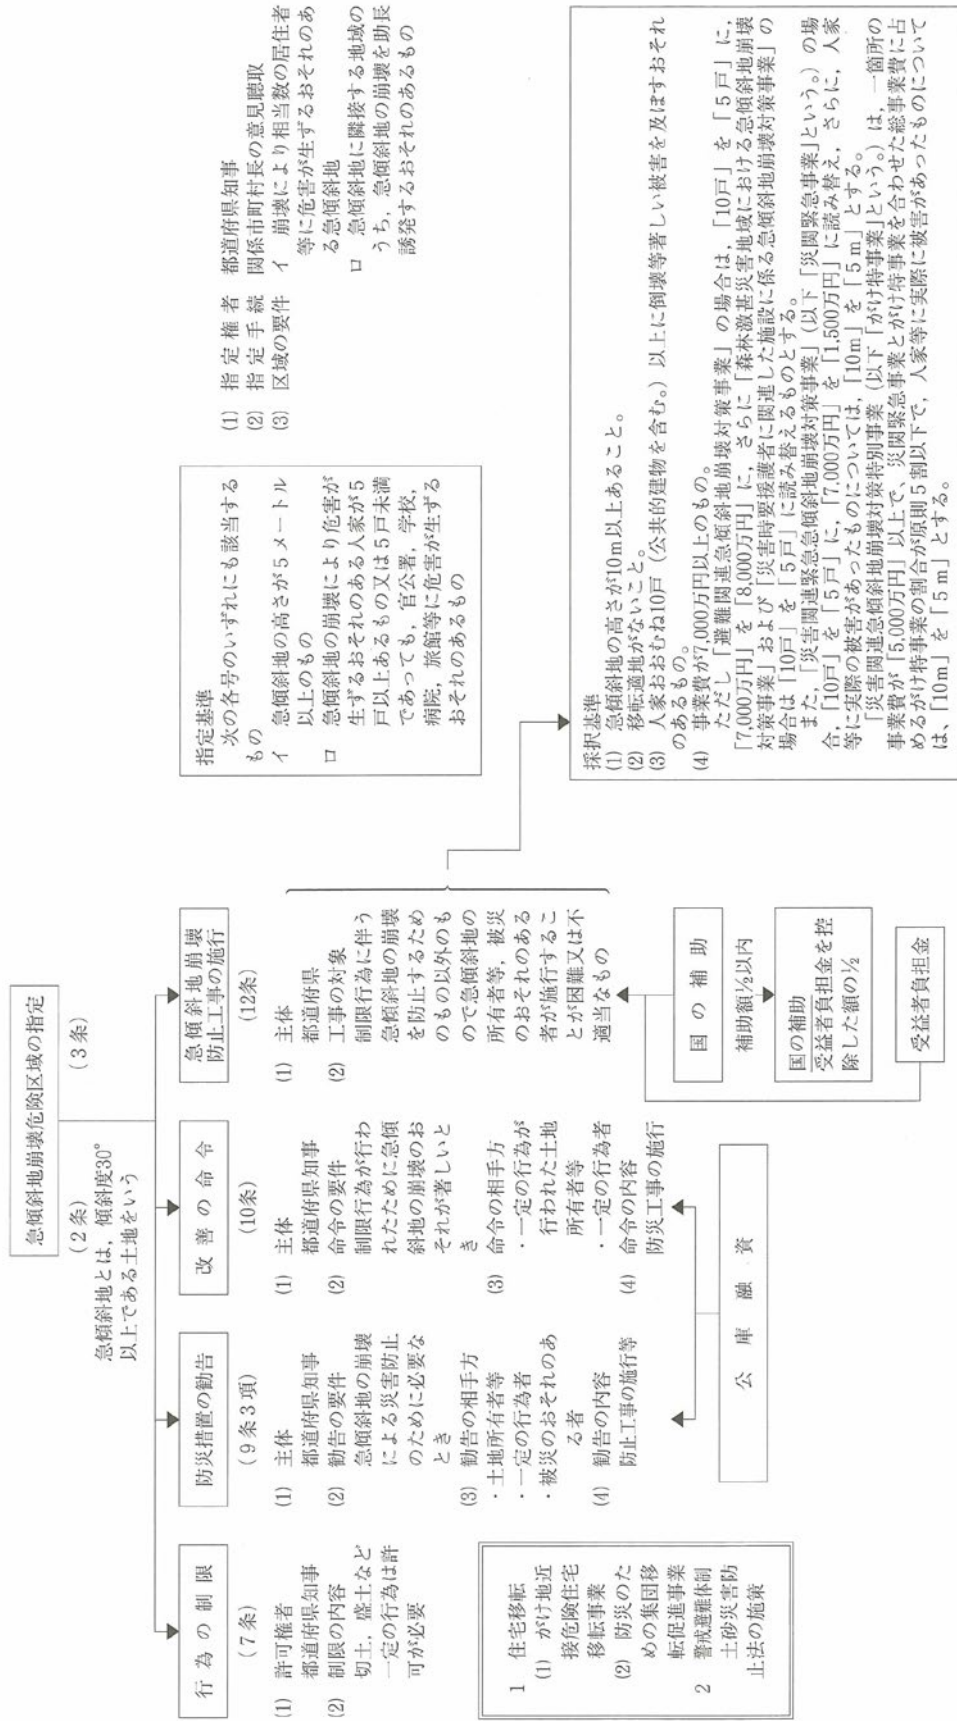 急傾斜地崩壊危険区域の指定
(2条)
(3条)
急傾斜地とは，傾斜度30°
以上である土地をいう
指定基準
次の各号のいずれにも該当する
もの
イ 急傾斜地の高さが5メートル
以上のもの
ロ 急傾斜地の崩壊により危害が
生ずるおそれのある人家が5
戸以上あるもの又は5戸未満
であっても，官公署，学校，
病院，旅館等に危害が生ずる
おそれのあるもの
(1) 指定権者 都道府県知事
(2) 指定手続 関係市町村長の意見聴取
(3) 区域の要件 イ 崩壊により相当数の居住者
等に危害が生ずるおそれのあ
る急傾斜地
ロ 急傾斜地に隣接する地域の
うち，急傾斜地の崩壊を助長
誘発するおそれのあるもの
行為の制限
(7条)
(1) 許可権者
都道府県知事
(2) 制限の内容
切土，盛土など
一定の行為は許
可が必要
防災措置の勧告
(9条3項)
(1) 主体
都道府県知事
(2) 勧告の要件
急傾斜地の崩壊
による災害防止
のために必要な
とき
(3) 勧告の相手方
・土地所有者等
・一定の行為者
・被災のおそれのあ
る者
(4) 勧告の内容
防止工事の施行等
改善の命令
(10条)
(1) 主体
都道府県知事
(2) 命令の要件
制限行為が行わ
れたために急傾
斜地の崩壊のお
それが著しいと
き
(3) 命令の相手方
・一定の行為が
行われた土地
所有者等
・一定の行為者
(4) 命令の内容
防災工事の施行
急傾斜地崩壊
防止工事の施行
(12条)
(1) 主体
都道府県
(2) 工事の対象
制限行為に伴う
急傾斜地の崩壊
を防止するため
のもの以外のも
ので急傾斜地の
所有者等，被災
のおそれのある
者が施行するこ
とが困難又は不
適当なもの
採択基準
(1) 急傾斜地の高さが10m以上あること。
(2) 移転適地がないこと。
(3) 人家おおむね10戸（公共的建物を含む。）以上に倒壊等著しい被害を及ぼすおそれ
のあるもの。
(4) 事業費が7,000万円以上のもの。
ただし「避難関連急傾斜地崩壊対策事業」の場合は，「10戸」を「5戸」に，
「7,000万円」を「8,000万円」に，さらに「森林激甚災害地域における急傾斜地崩壊
対策事業」および「災害時要援護者に関連した施設に係る急傾斜地崩壊対策事業」の
場合は「10戸」を「5戸」に読み替えるものとする。
また，「災害関連緊急急傾斜地崩壊対策事業」（以下「災関緊急事業」という。）の場
合，「10戸」を「5戸」に，「7,000万円」を「1,500万円」に読み替え，さらに，人家
等に実際の被害があったものについては，「10m」を「5m」とする。
「災害関連急傾斜地崩壊対策特別事業（以下「がけ特事業」という。）は，一箇所の
事業費が「5,000万円」以上で，災関緊急事業とがけ特事業を合わせた総事業費に占
めるがけ特事業の割合が原則5割以下で，人家等に実際に被害があったものについて
は，「10m」を「5m」とする。
1 住宅移転
(1) がけ地近
接危険住宅
移転事業
(2) 防災のた
めの集団移
転促進事業
2 警戒避難体制
土砂災害防
止法の施策
公庫融資
国の補助
補助額1/2以内
国の補助
受益者負担金を控
除した額の1/2
受益者負担金